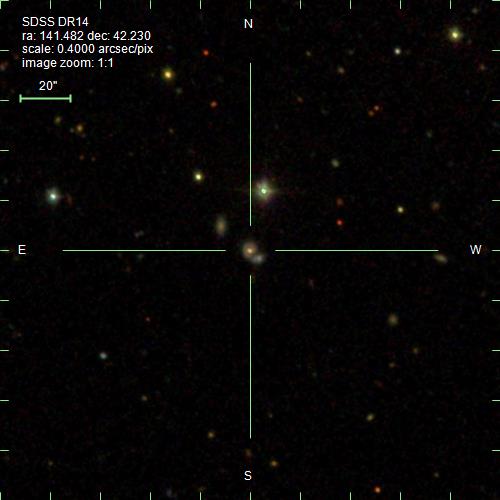 SDSS DR14
ra: 141.482 dec: 42.230
scale: 0.4000 arcsec/pix
image zoom: 1:1
20"
N
E
W
S